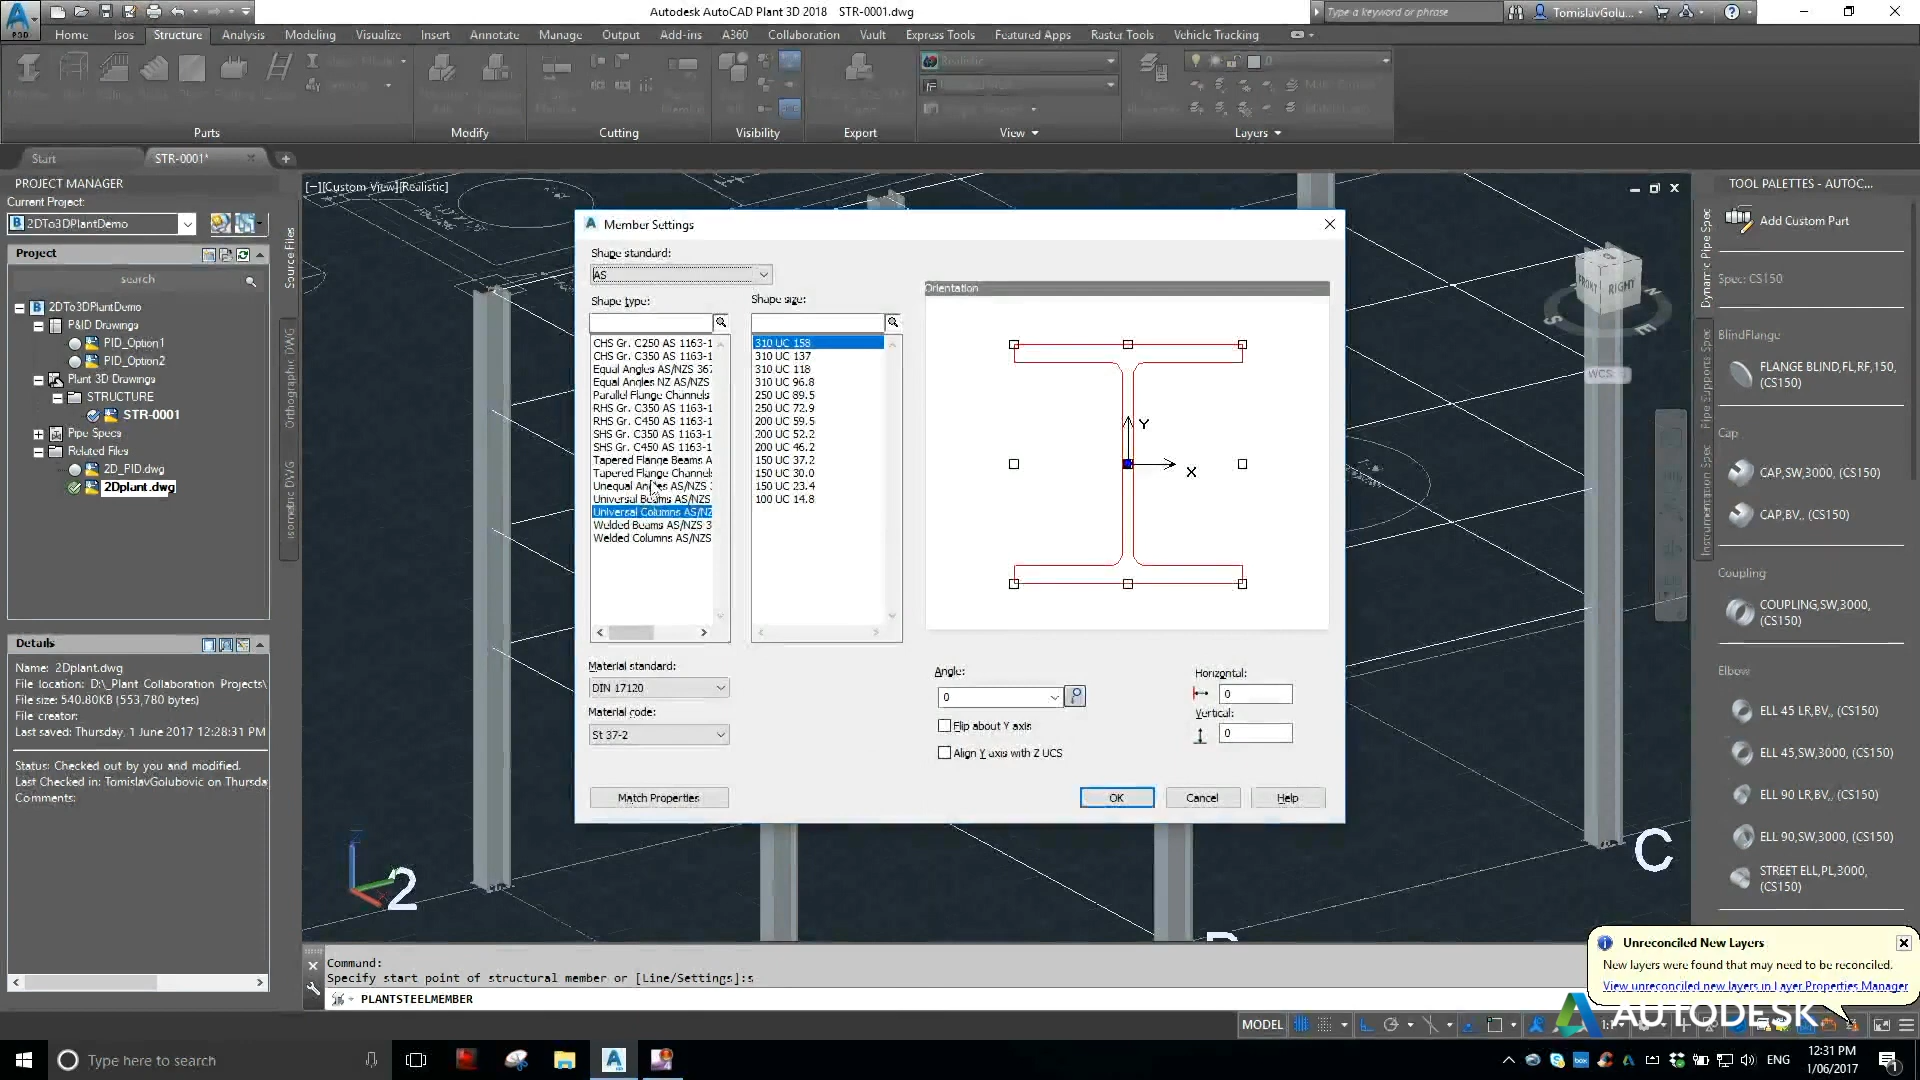 Autodesk AutoCAD Plant 3D 2018 STR-0001.dwg
Type a keyword or phrase
TomislavGolu...
Home Isos Structure Analysis Modeling Visualize Insert Annotate Manage Output Add-ins A360 Collaboration Vault Express Tools Featured Apps Raster Tools Vehicle Tracking
Realistic
0
Parts Modify Cutting Visibility Export View Layers
Start STR-0001*
PROJECT MANAGER
Current Project:
2DTo3DPlantDemo
Project
search
2DTo3DPlantDemo
P&ID Drawings
PID_Option1
PID_Option2
Plant 3D Drawings
STRUCTURE
STR-0001
Pipe Specs
Related Files
2D_PID.dwg
2Dplant.dwg
Source Files
Orthographic DWG
Isometric DWG
Details
Name: 2Dplant.dwg
File location: D:\_Plant Collaboration Projects\
File size: 540.80KB (553,780 bytes)
File creator:
Last saved: Thursday, 1 June 2017 12:28:31 PM
Status: Checked out by you and modified.
Last Checked in: TomislavGolubovic on Thursda
Comments:
[−][Custom View][Realistic]
Member Settings
Shape standard:
AS
Shape type:
CHS Gr. C250 AS 1163-1
CHS Gr. C350 AS 1163-1
Equal Angles AS/NZS 367
Equal Angles NZ AS/NZS
Parallel Flange Channels
RHS Gr. C350 AS 1163-1
RHS Gr. C450 AS 1163-1
SHS Gr. C350 AS 1163-1
SHS Gr. C450 AS 1163-1
Tapered Flange Beams A
Tapered Flange Channels
Unequal Angles AS/NZS 3
Universal Beams AS/NZS
Universal Columns AS/NZ
Welded Beams AS/NZS 3
Welded Columns AS/NZS
Shape size:
310 UC 158
310 UC 137
310 UC 118
310 UC 96.8
250 UC 89.5
250 UC 72.9
200 UC 59.5
200 UC 52.2
200 UC 46.2
150 UC 37.2
150 UC 30.0
150 UC 23.4
100 UC 14.8
Orientation
Y
X
Material standard:
DIN 17120
Material code:
St 37-2
Match Properties
Angle:
0
Flip about Y axis
Align Y axis with Z UCS
Horizontal:
0
Vertical:
0
OK Cancel Help
FRONT RIGHT
N
S
E
WCS
2
C
Command:
Specify start point of structural member or [Line/Settings]:s
PLANTSTEELMEMBER
TOOL PALETTES - AUTOC...
Dynamic Pipe Spec
Pipe Supports Spec
Instrumentation Spec
Add Custom Part
Spec: CS150
BlindFlange
FLANGE BLIND,FL,RF,150,
(CS150)
Cap
CAP,SW,3000, (CS150)
CAP,BV,, (CS150)
Coupling
COUPLING,SW,3000,
(CS150)
Elbow
ELL 45 LR,BV,, (CS150)
ELL 45,SW,3000, (CS150)
ELL 90 LR,BV,, (CS150)
ELL 90,SW,3000, (CS150)
STREET ELL,PL,3000,
(CS150)
Unreconciled New Layers
New layers were found that may need to be reconciled.
View unreconciled new layers in Layer Properties Manager
AUTODESK
MODEL
Type here to search
ENG
12:31 PM
1/06/2017
1